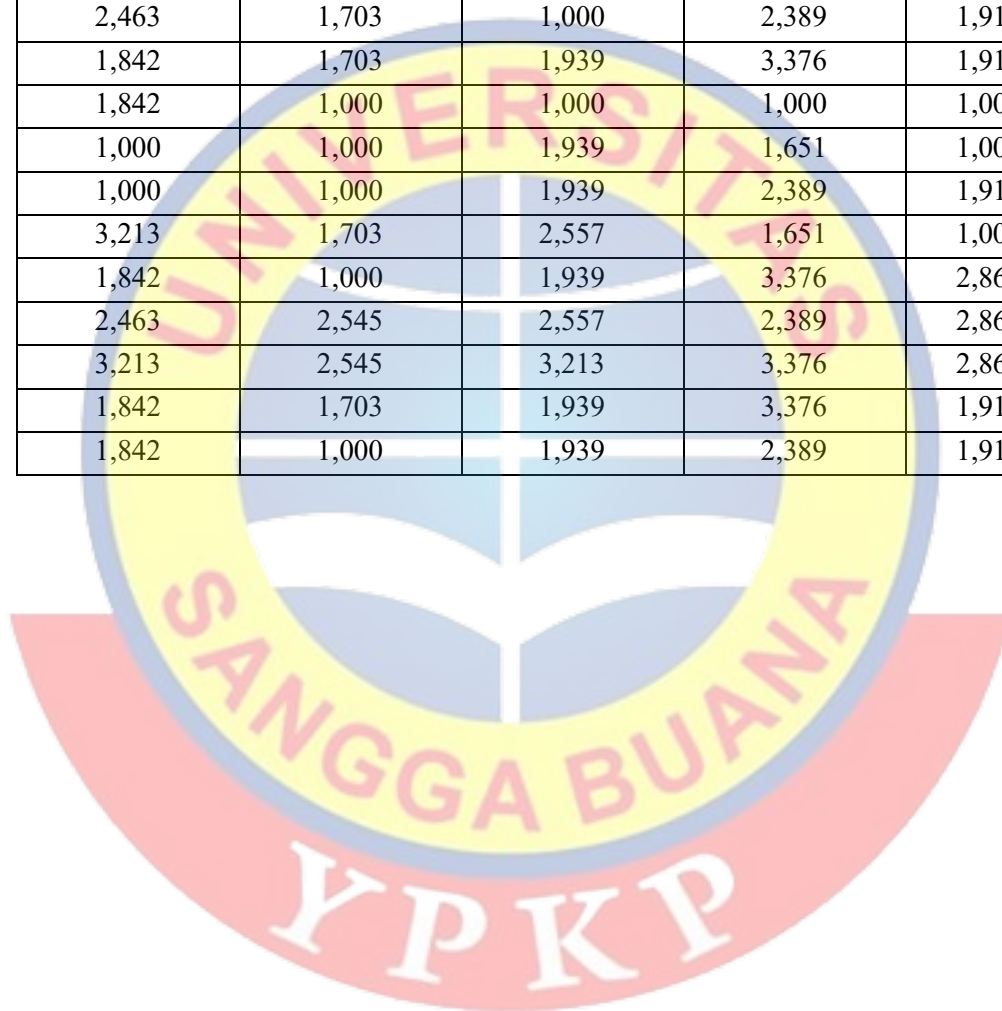 2,463 1,703 1,000 2,389 1,91
1,842 1,703 1,939 3,376 1,91
1,842 1,000 1,000 1,000 1,00
1,000 1,000 1,939 1,651 1,00
1,000 1,000 1,939 2,389 1,91
3,213 1,703 2,557 1,651 1,00
1,842 1,000 1,939 3,376 2,86
2,463 2,545 2,557 2,389 2,86
3,213 2,545 3,213 3,376 2,86
1,842 1,703 1,939 3,376 1,91
1,842 1,000 1,939 2,389 1,91
UNIVERSITAS
SANGGA BUANA
YPKP